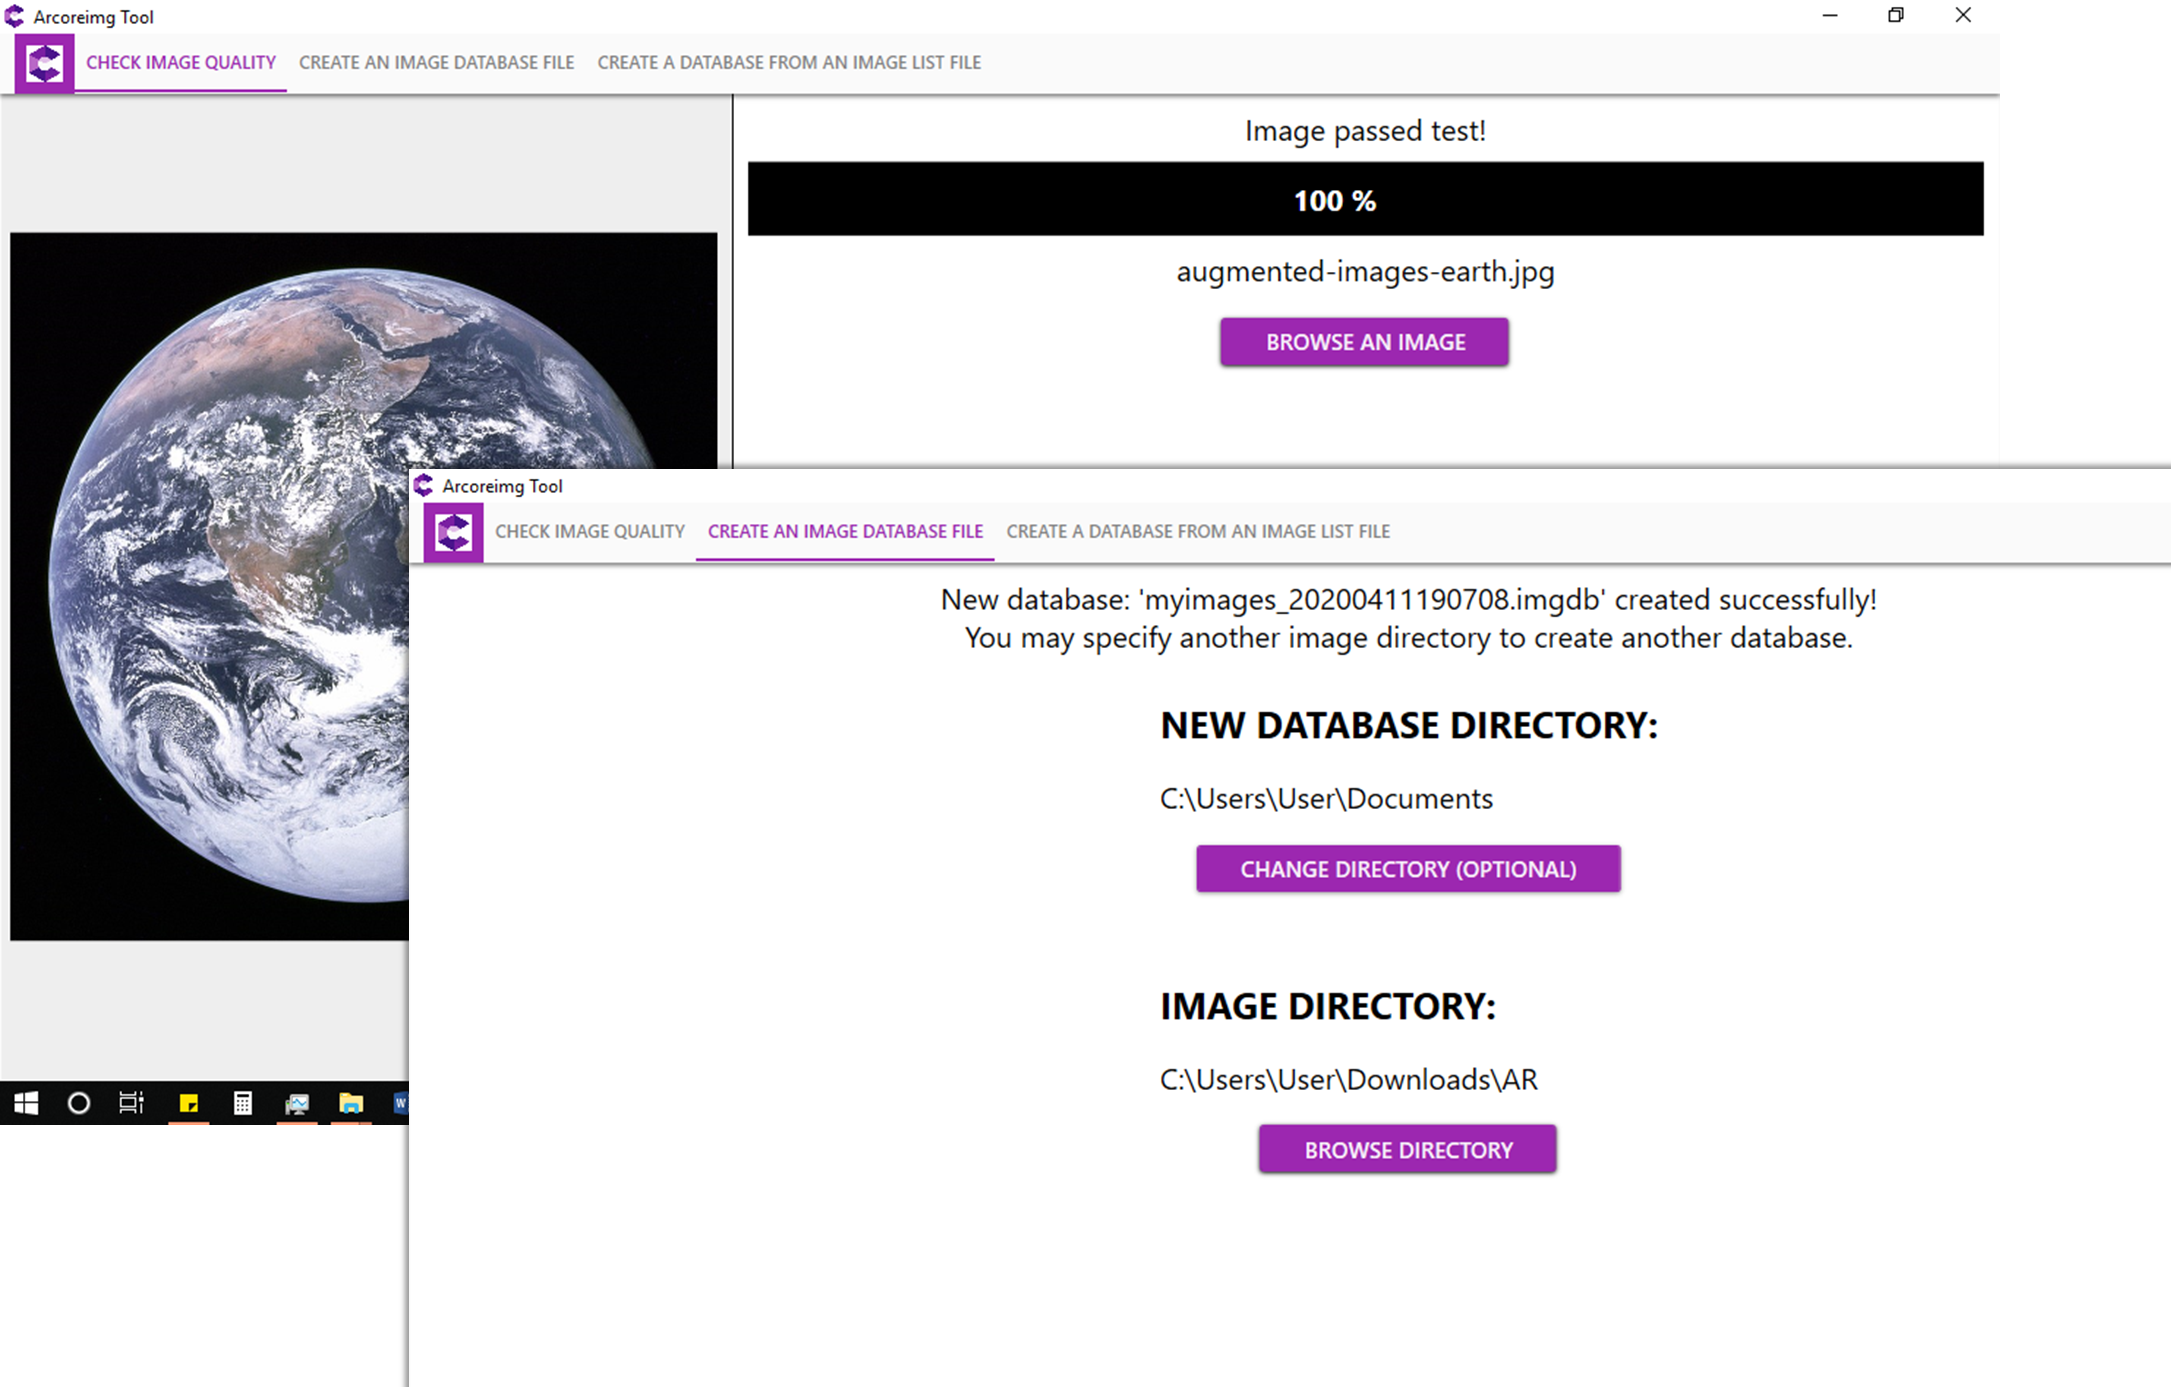 Arcoreimg Tool
CHECK IMAGE QUALITY CREATE AN IMAGE DATABASE FILE CREATE A DATABASE FROM AN IMAGE LIST FILE
Image passed test!
100 %
augmented-images-earth.jpg
BROWSE AN IMAGE
Arcoreimg Tool
CHECK IMAGE QUALITY CREATE AN IMAGE DATABASE FILE CREATE A DATABASE FROM AN IMAGE LIST FILE
New database: 'myimages_20200411190708.imgdb' created successfully!
You may specify another image directory to create another database.
NEW DATABASE DIRECTORY:
C:\Users\User\Documents
CHANGE DIRECTORY (OPTIONAL)
IMAGE DIRECTORY:
C:\Users\User\Downloads\AR
BROWSE DIRECTORY